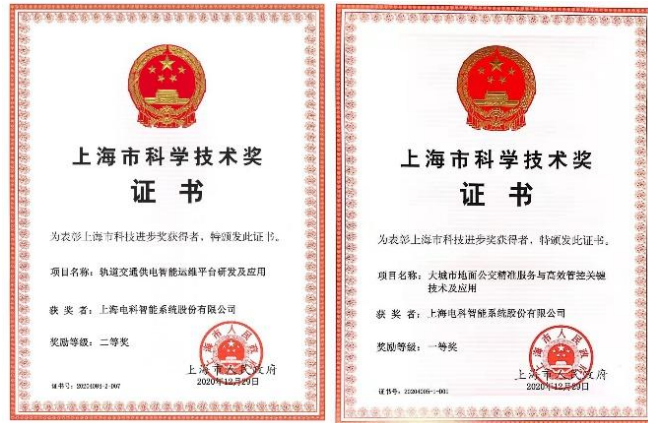 上海市科学技术奖
证 书
为表彰上海市科技进步奖获得者，特颁发此证书。
项目名称：轨道交通供电智能运维平台研发及应用
获 奖 者：上海电科智能系统股份有限公司
奖励等级：二等奖
上海市人民政府
2020年12月29日
上海市科学技术奖
证 书
为表彰上海市科技进步奖获得者，特颁发此证书。
项目名称：大城市地面公交精准服务与高效管控关键
技术及应用
获 奖 者：上海电科智能系统股份有限公司
奖励等级：一等奖
上海市人民政府
2020年12月29日